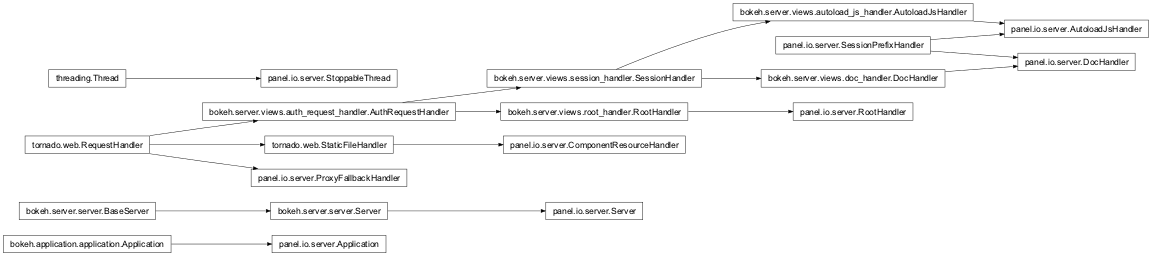 bokeh.server.views.autoload_js_handler.AutoloadJsHandler
panel.io.server.AutoloadJsHandler
panel.io.server.SessionPrefixHandler
panel.io.server.DocHandler
threading.Thread
panel.io.server.StoppableThread
bokeh.server.views.session_handler.SessionHandler
bokeh.server.views.doc_handler.DocHandler
bokeh.server.views.auth_request_handler.AuthRequestHandler
bokeh.server.views.root_handler.RootHandler
panel.io.server.RootHandler
tornado.web.RequestHandler
tornado.web.StaticFileHandler
panel.io.server.ComponentResourceHandler
panel.io.server.ProxyFallbackHandler
bokeh.server.server.BaseServer
bokeh.server.server.Server
panel.io.server.Server
bokeh.application.application.Application
panel.io.server.Application